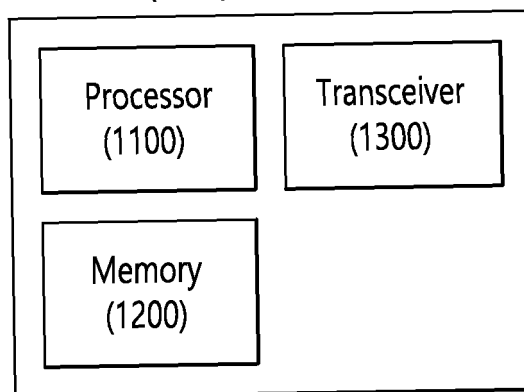 Processor
(1100)
Transceiver
(1300)
Memory
(1200)